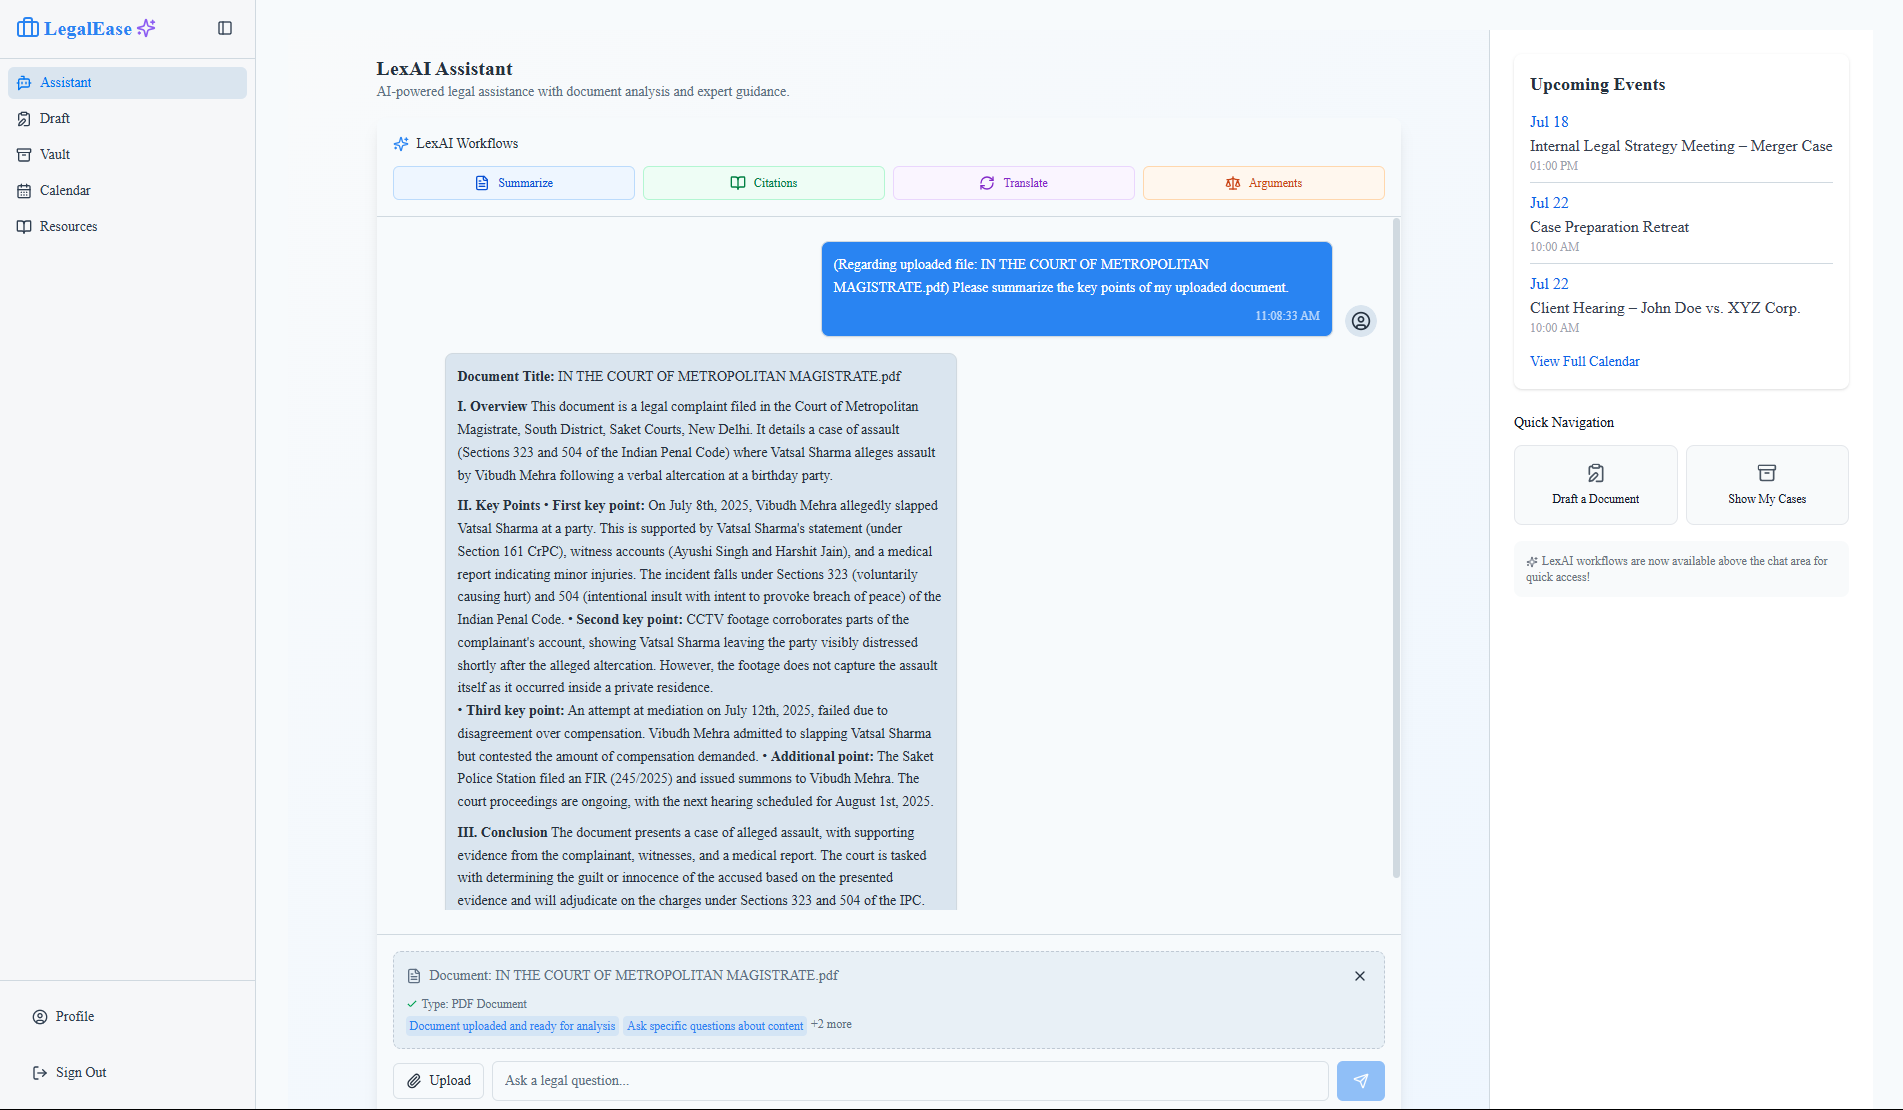 LegalEase
Assistant
Draft
Vault
Calendar
Resources
Profile
Sign Out
LexAI Assistant
AI-powered legal assistance with document analysis and expert guidance.
LexAI Workflows
Summarize
Citations
Translate
Arguments
(Regarding uploaded file: IN THE COURT OF METROPOLITAN
MAGISTRATE.pdf) Please summarize the key points of my uploaded document.
11:08:33 AM
Document Title: IN THE COURT OF METROPOLITAN MAGISTRATE.pdf
I. Overview This document is a legal complaint filed in the Court of Metropolitan
Magistrate, South District, Saket Courts, New Delhi. It details a case of assault
(Sections 323 and 504 of the Indian Penal Code) where Vatsal Sharma alleges assault
by Vibudh Mehra following a verbal altercation at a birthday party.
II. Key Points • First key point: On July 8th, 2025, Vibudh Mehra allegedly slapped
Vatsal Sharma at a party. This is supported by Vatsal Sharma's statement (under
Section 161 CrPC), witness accounts (Ayushi Singh and Harshit Jain), and a medical
report indicating minor injuries. The incident falls under Sections 323 (voluntarily
causing hurt) and 504 (intentional insult with intent to provoke breach of peace) of the
Indian Penal Code. • Second key point: CCTV footage corroborates parts of the
complainant's account, showing Vatsal Sharma leaving the party visibly distressed
shortly after the alleged altercation. However, the footage does not capture the assault
itself as it occurred inside a private residence.
• Third key point: An attempt at mediation on July 12th, 2025, failed due to
disagreement over compensation. Vibudh Mehra admitted to slapping Vatsal Sharma
but contested the amount of compensation demanded. • Additional point: The Saket
Police Station filed an FIR (245/2025) and issued summons to Vibudh Mehra. The
court proceedings are ongoing, with the next hearing scheduled for August 1st, 2025.
III. Conclusion The document presents a case of alleged assault, with supporting
evidence from the complainant, witnesses, and a medical report. The court is tasked
with determining the guilt or innocence of the accused based on the presented
evidence and will adjudicate on the charges under Sections 323 and 504 of the IPC.
Document: IN THE COURT OF METROPOLITAN MAGISTRATE.pdf
Type: PDF Document
Document uploaded and ready for analysis
Ask specific questions about content
+2 more
Upload
Ask a legal question...
Upcoming Events
Jul 18
Internal Legal Strategy Meeting – Merger Case
01:00 PM
Jul 22
Case Preparation Retreat
10:00 AM
Jul 22
Client Hearing – John Doe vs. XYZ Corp.
10:00 AM
View Full Calendar
Quick Navigation
Draft a Document
Show My Cases
LexAI workflows are now available above the chat area for
quick access!